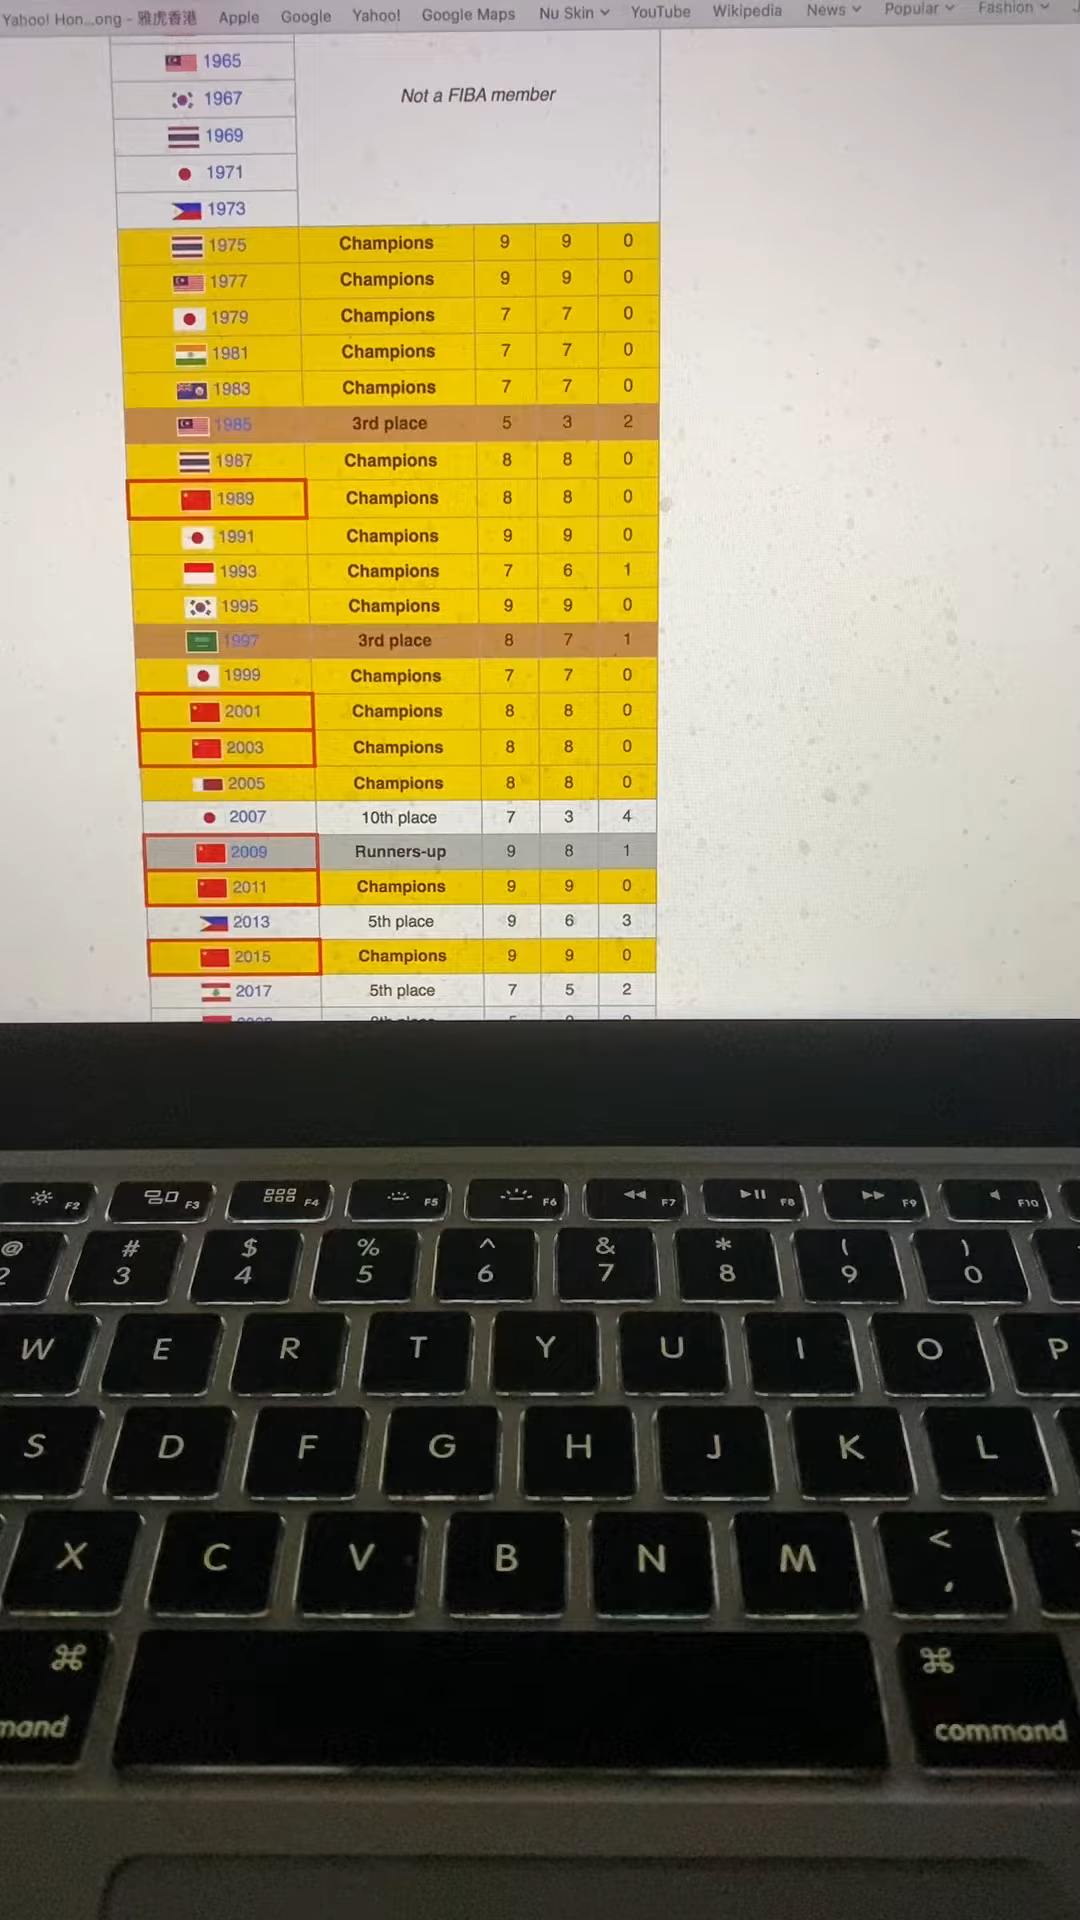 Yahoo! Hon...ong - 雅虎香港 Apple Google Yahoo! Google Maps Nu Skin YouTube Wikipedia News Popular Fashion
1965
Not a FIBA member
1967
1969
1971
1973
1975 Champions 9 9 0
1977 Champions 9 9 0
1979 Champions 7 7 0
1981 Champions 7 7 0
1983 Champions 7 7 0
1985 3rd place 5 3 2
1987 Champions 8 8 0
1989 Champions 8 8 0
1991 Champions 9 9 0
1993 Champions 7 6 1
1995 Champions 9 9 0
1997 3rd place 8 7 1
1999 Champions 7 7 0
2001 Champions 8 8 0
2003 Champions 8 8 0
2005 Champions 8 8 0
2007 10th place 7 3 4
2009 Runners-up 9 8 1
2011 Champions 9 9 0
2013 5th place 9 6 3
2015 Champions 9 9 0
2017 5th place 7 5 2
F2 F3 F4 F5 F6 F7 F8 F9 F10
@ # $ % ^ & * ( )
2 3 4 5 6 7 8 9 0
W E R T Y U I O P
S D F G H J K L
X C V B N M < ,
⌘ ⌘
mand command